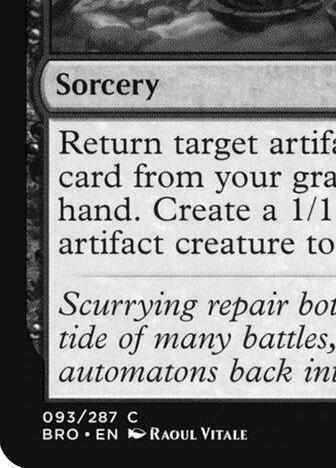 Sorcery
Return target artifa
card from your gra
hand. Create a 1/1
artifact creature to
Scurrying repair bot
tide of many battles,
automatons back int
093/287 C
BRO • EN RAOUL VITALE